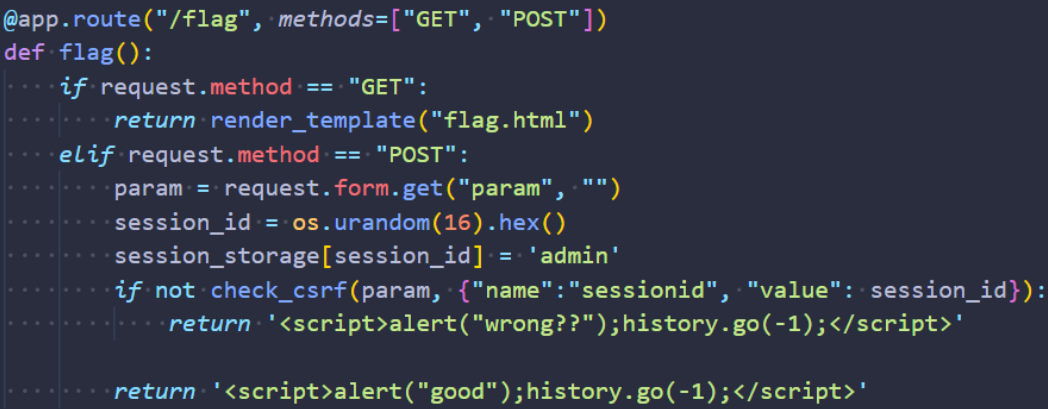 @app.route("/flag", methods=["GET", "POST"])
def flag():
    if request.method == "GET":
        return render_template("flag.html")
    elif request.method == "POST":
        param = request.form.get("param", "")
        session_id = os.urandom(16).hex()
        session_storage[session_id] = 'admin'
        if not check_csrf(param, {"name":"sessionid", "value": session_id}):
            return '<script>alert("wrong??");history.go(-1);</script>'

        return '<script>alert("good");history.go(-1);</script>'